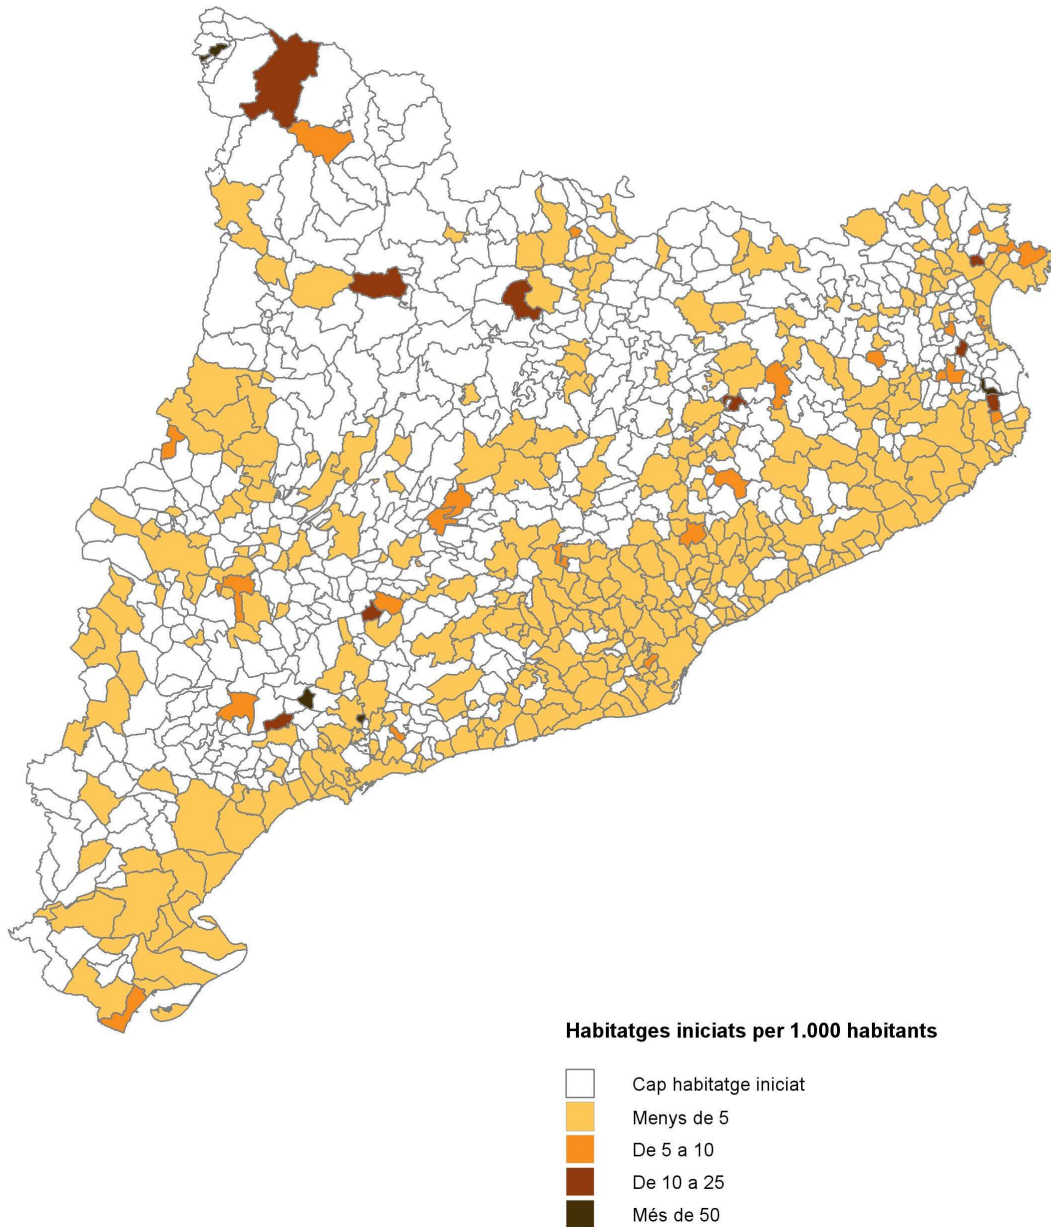 Habitatges iniciats per 1.000 habitants
Cap habitatge iniciat
Menys de 5
De 5 a 10
De 10 a 25
Més de 50